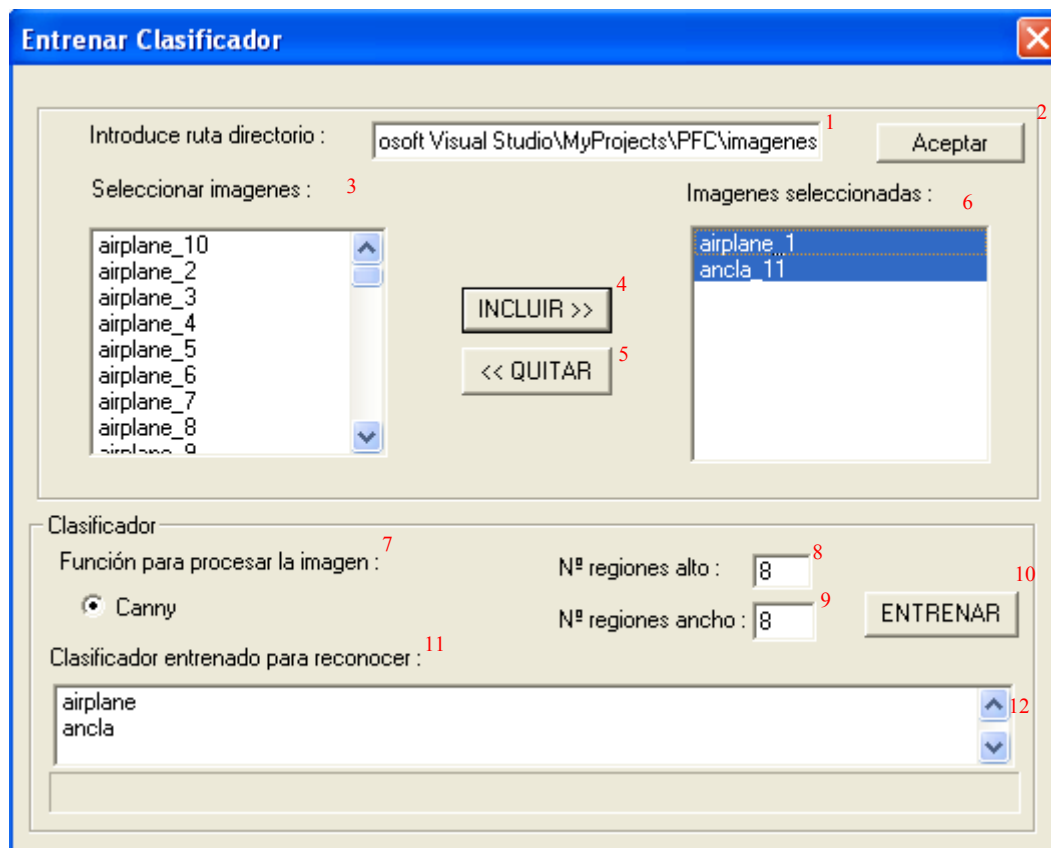 Entrenar Clasificador
Introduce ruta directorio :
osoft Visual Studio\MyProjects\PFC\imagenes
1
Aceptar
2
Seleccionar imagenes :
3
Imagenes seleccionadas :
6
airplane_10
airplane_2
airplane_3
airplane_4
airplane_5
airplane_6
airplane_7
airplane_8
airplane_9
INCLUIR >>
4
<< QUITAR
5
airplane_1
ancla_11
Clasificador
Función para procesar la imagen :
7
Canny
Nº regiones alto :
8
8
Nº regiones ancho :
8
9
ENTRENAR
10
Clasificador entrenado para reconocer :
11
airplane
ancla
12